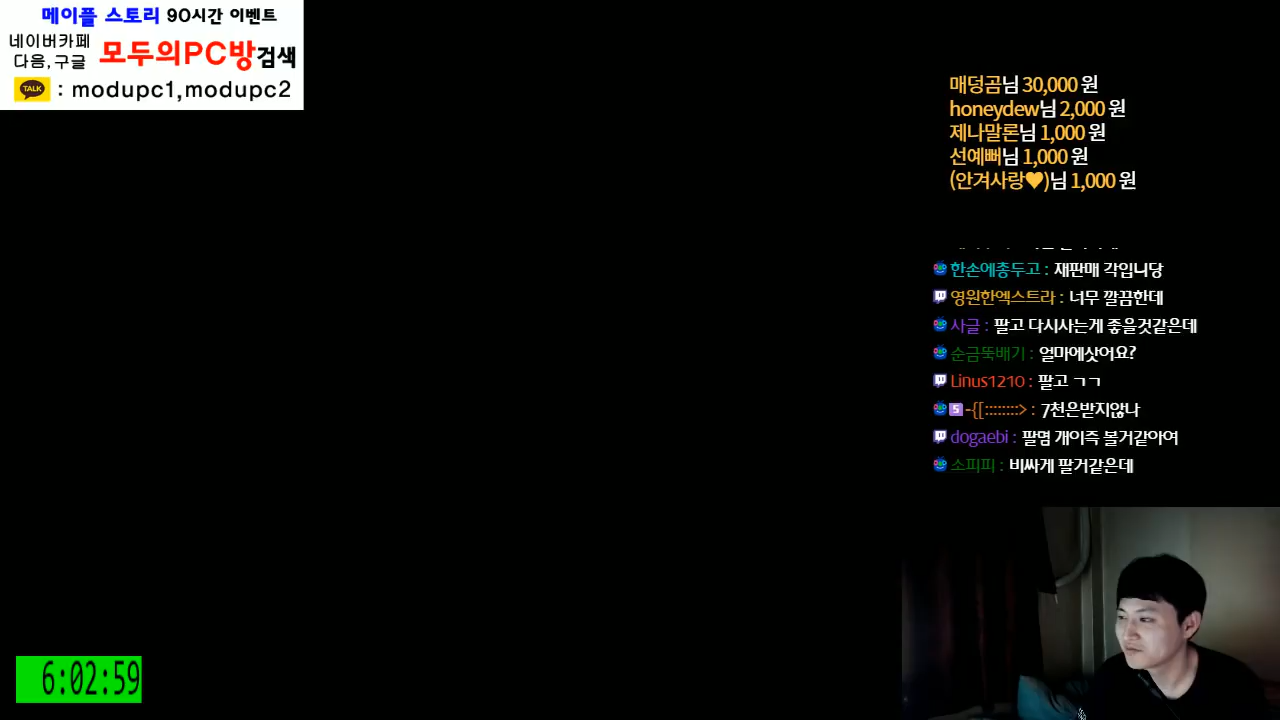 메이플 스토리 90시간 이벤트
네이버카페
다음,구글
모두의PC방검색
TALK : modupc1,modupc2
매덩곰님 30,000 원
honeydew님 2,000 원
제나말론님 1,000 원
선예뻐님 1,000 원
(안겨사랑♥)님 1,000 원
한손에총두고 : 재판매 각입니당
영원한엑스트라 : 너무 깔끔한데
사글 : 팔고 다시사는게 좋을것같은데
순금뚝배기 : 얼마에삿어요?
Linus1210 : 팔고 ㄱㄱ
5 -{[::::::::> : 7천은받지않나
dogaebi : 팔몀 개이즉 볼거같아여
소피피 : 비싸게 팔거같은데
6:02:59